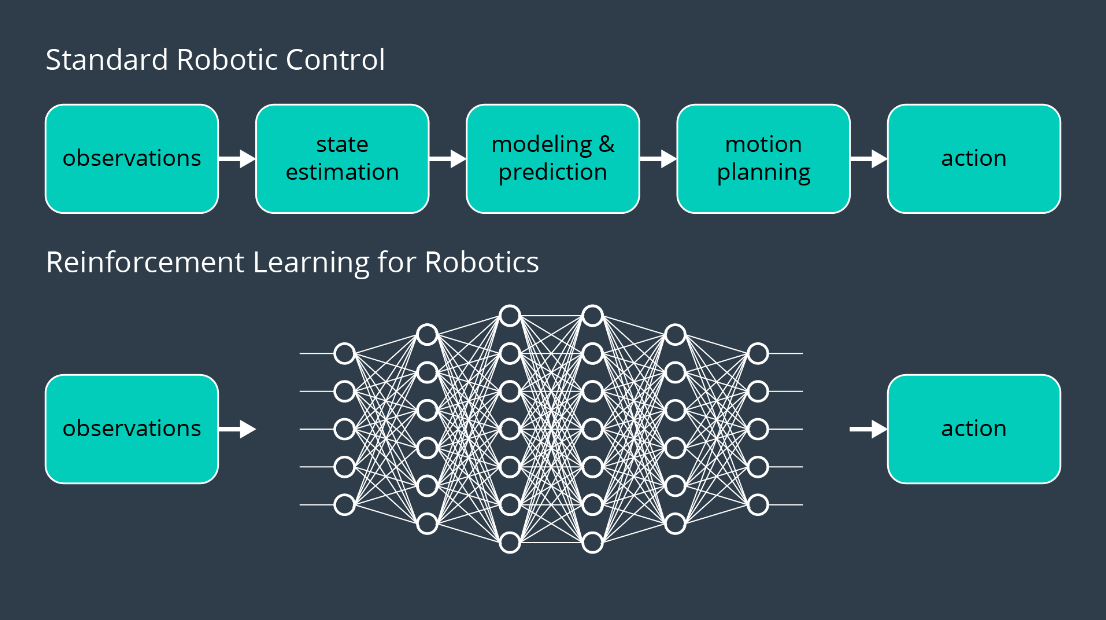 Standard Robotic Control
observations
state
estimation
modeling &
prediction
motion
planning
action
Reinforcement Learning for Robotics
observations
action